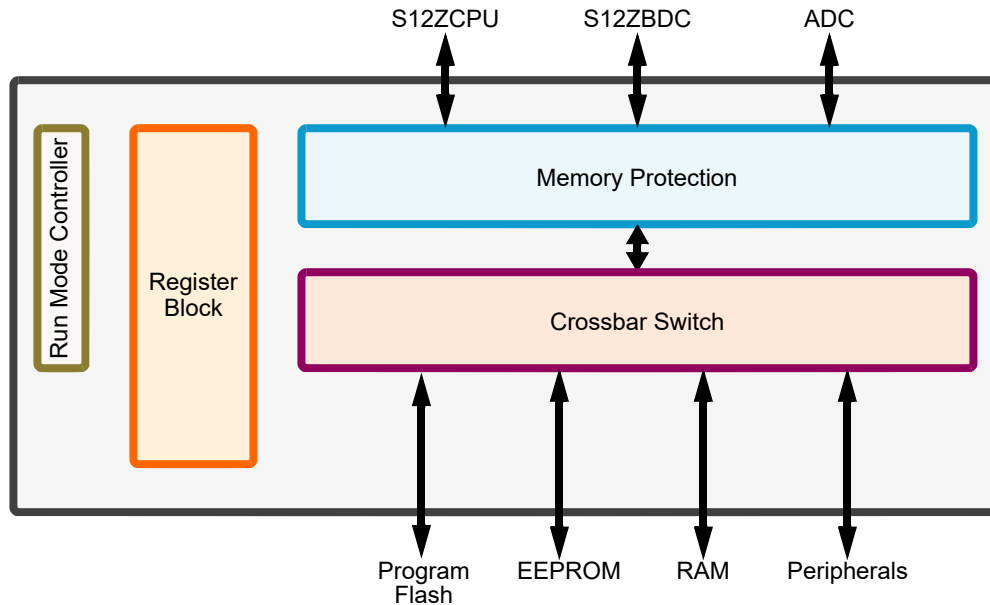 S12ZCPU
S12ZBDC
ADC
Run Mode Controller
Register
Block
Memory Protection
Crossbar Switch
Program
Flash
EEPROM
RAM
Peripherals